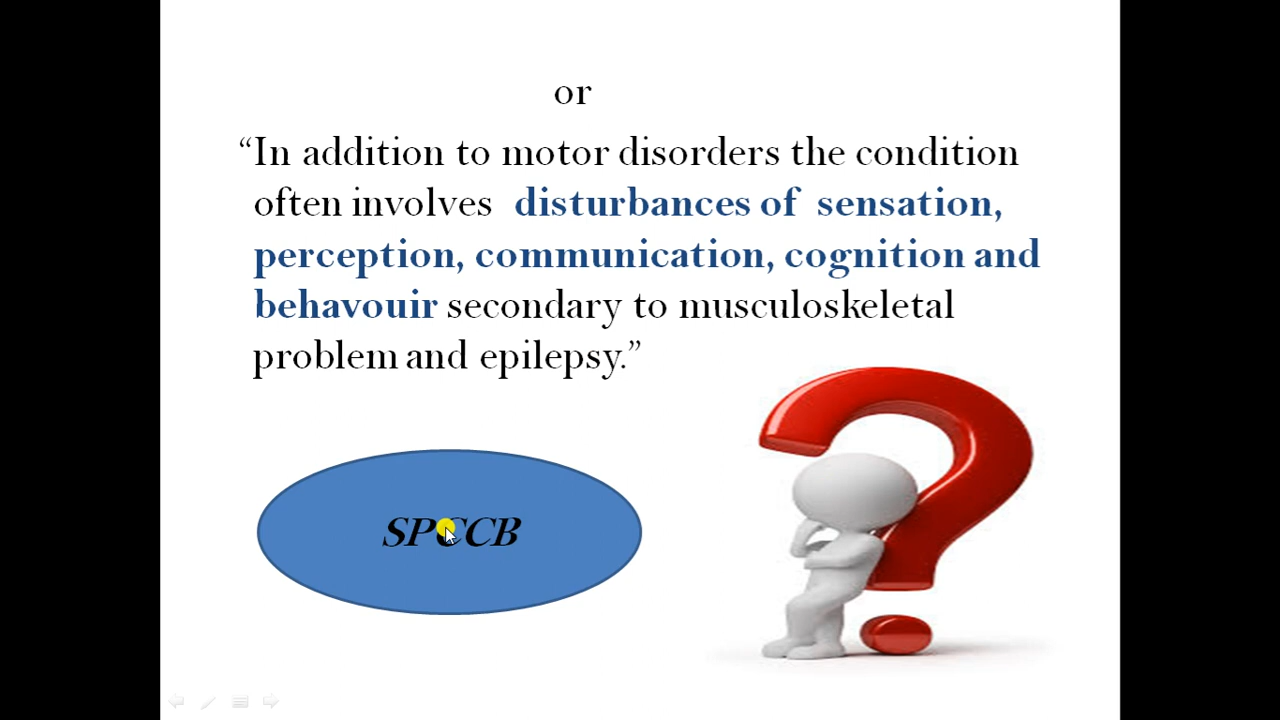 or
“In addition to motor disorders the condition
often involves disturbances of sensation,
perception, communication, cognition and
behavouir secondary to musculoskeletal
problem and epilepsy.”
SPCCB